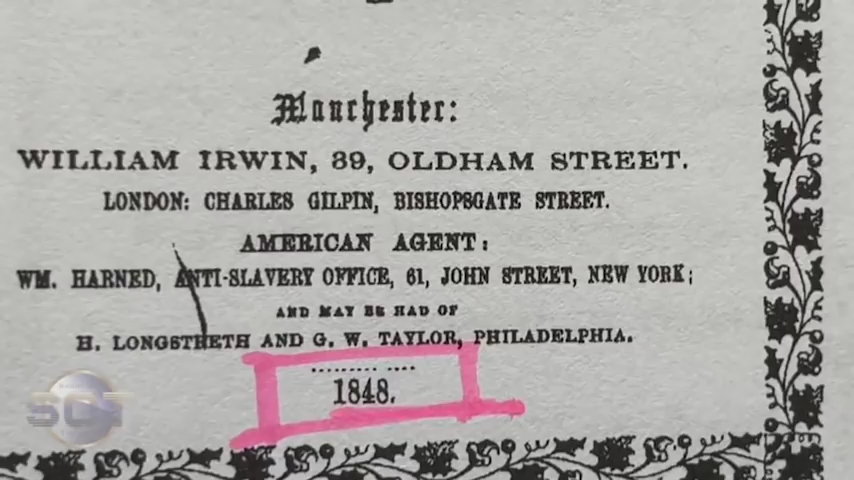 Manchester:
WILLIAM IRWIN, 39, OLDHAM STREET.
LONDON: CHARLES GILPIN, BISHOPSGATE STREET.
AMERICAN AGENT:
WM. HARNED, ANTI-SLAVERY OFFICE, 61, JOHN STREET, NEW YORK;
AND MAY BE HAD OF
H. LONGSTRETH AND G. W. TAYLOR, PHILADELPHIA.
1848.
SCT